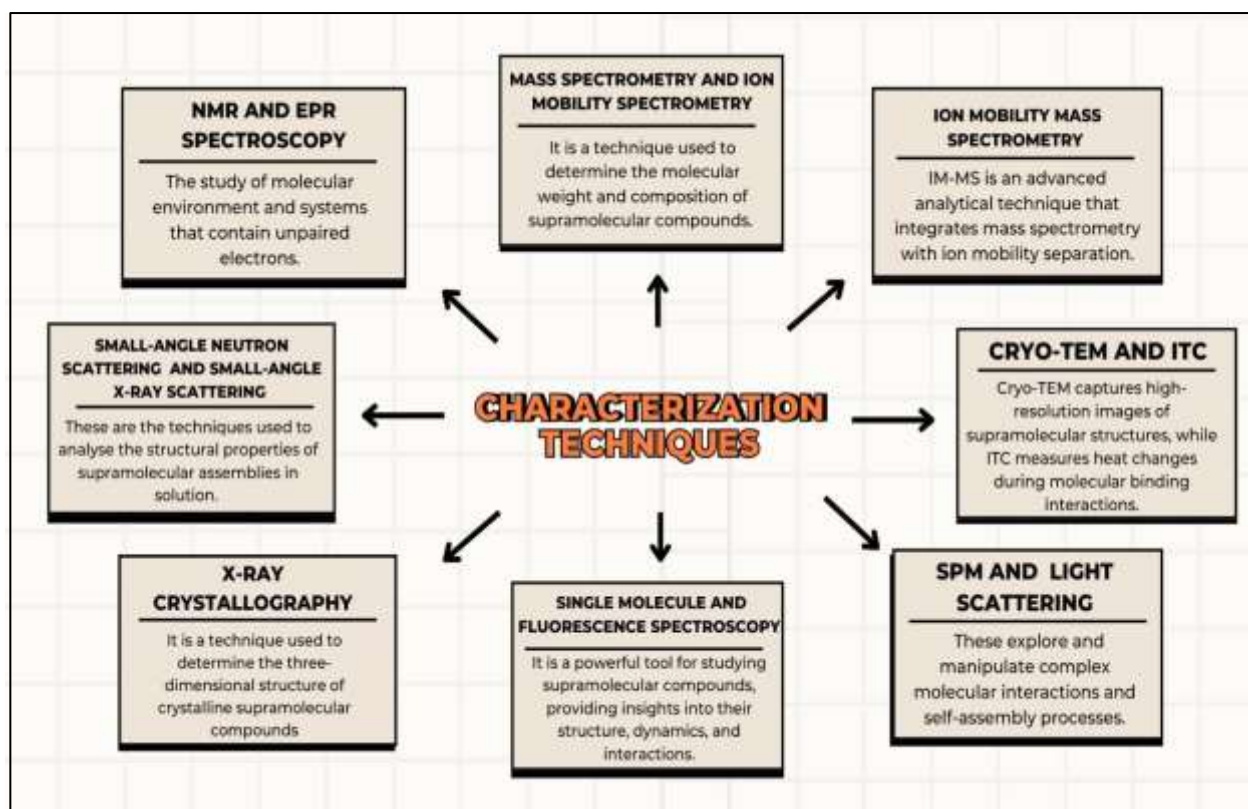 MASS SPECTROMETRY AND ION
MOBILITY SPECTROMETRY
It is a technique used to
determine the molecular
weight and composition of
supramolecular compounds.
NMR AND EPR
SPECTROSCOPY
The study of molecular
environment and systems
that contain unpaired
electrons.
ION MOBILITY MASS
SPECTROMETRY
IM-MS is an advanced
analytical technique that
integrates mass spectrometry
with ion mobility separation.
SMALL-ANGLE NEUTRON
SCATTERING AND SMALL-ANGLE
X-RAY SCATTERING
These are the techniques used to
analyse the structural properties of
supramolecular assemblies in
solution.
CHARACTERIZATION
TECHNIQUES
CRYO-TEM AND ITC
Cryo-TEM captures high-
resolution images of
supramolecular structures, while
ITC measures heat changes
during molecular binding
interactions.
X-RAY
CRYSTALLOGRAPHY
It is a technique used to
determine the three-
dimensional structure of
crystalline supramolecular
compounds
SINGLE MOLECULE AND
FLUORESCENCE SPECTROSCOPY
It is a powerful tool for studying
supramolecular compounds,
providing insights into their
structure, dynamics, and
interactions.
SPM AND LIGHT
SCATTERING
These explore and
manipulate complex
molecular interactions and
self-assembly processes.